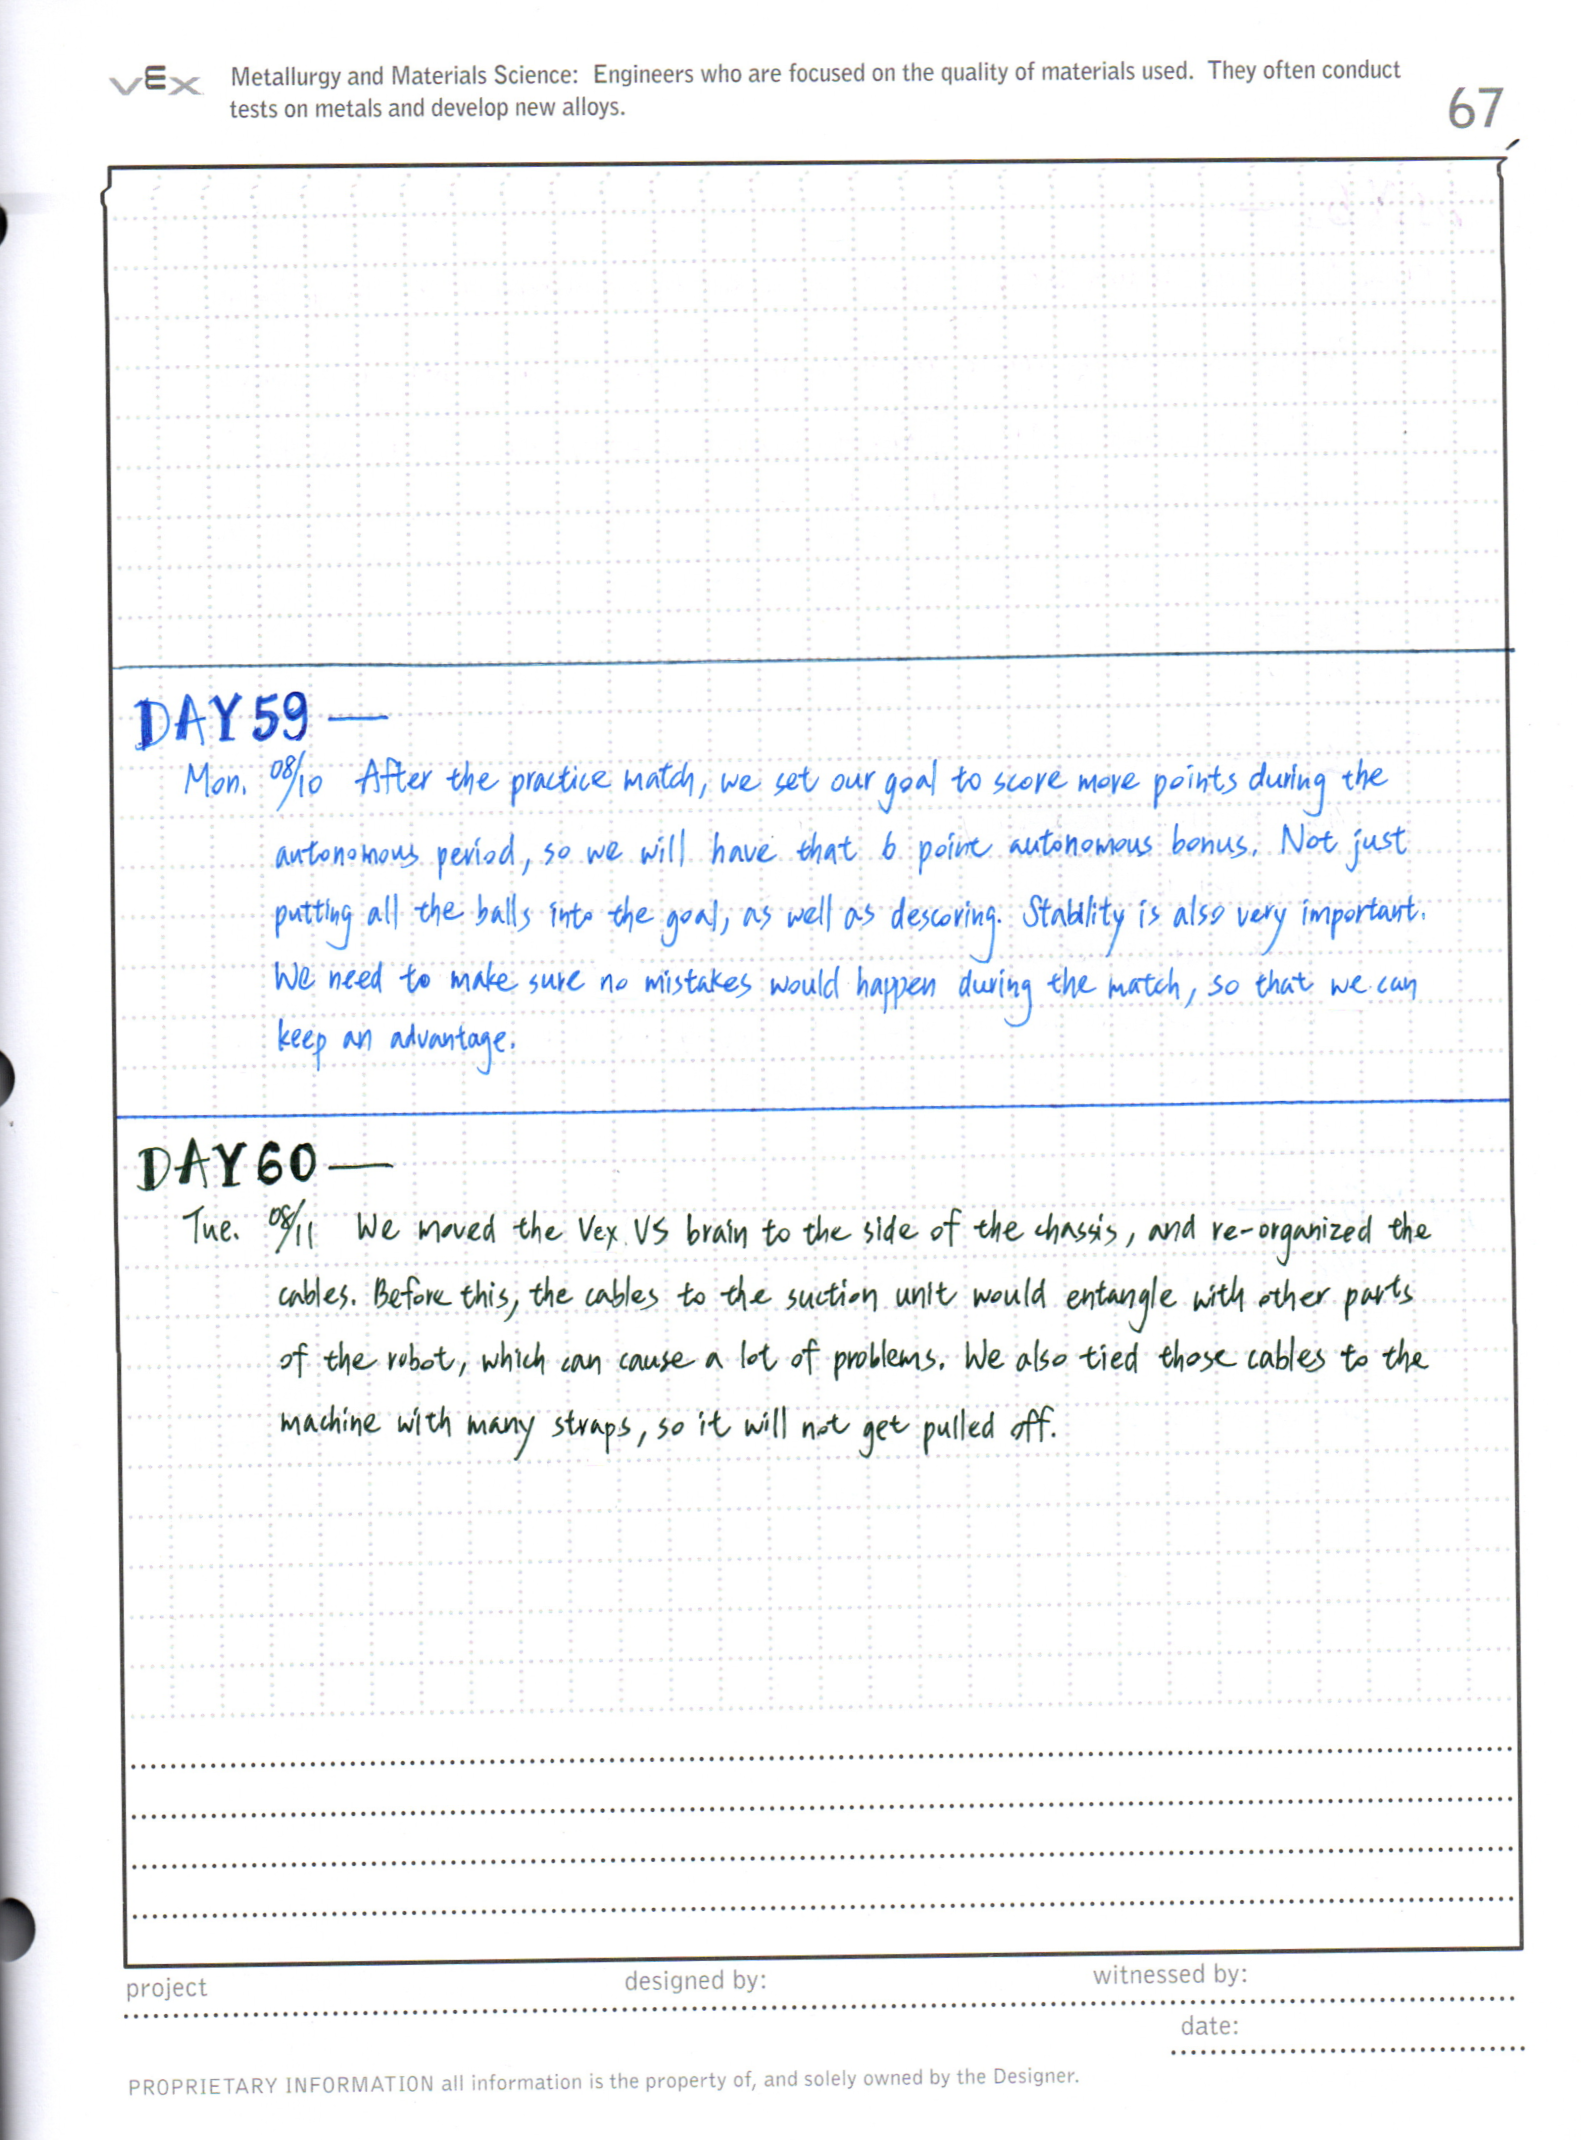 VEX Metallurgy and Materials Science: Engineers who are focused on the quality of materials used. They often conduct
tests on metals and develop new alloys.
67
DAY 59 —
Mon. 08/10 After the practice match, we set our goal to score more points during the
autonomous period, so we will have that 6 point autonomous bonus. Not just
putting all the balls into the goal, as well as descoring. Stability is also very important.
We need to make sure no mistakes would happen during the match, so that we can
keep an advantage.
DAY 60 —
Tue. 08/11 We moved the Vex V5 brain to the side of the chassis, and re-organized the
cables. Before this, the cables to the suction unit would entangle with other parts
of the robot, which can cause a lot of problems. We also tied those cables to the
machine with many straps, so it will not get pulled off.
project designed by: witnessed by:
date:
PROPRIETARY INFORMATION all information is the property of, and solely owned by the Designer.